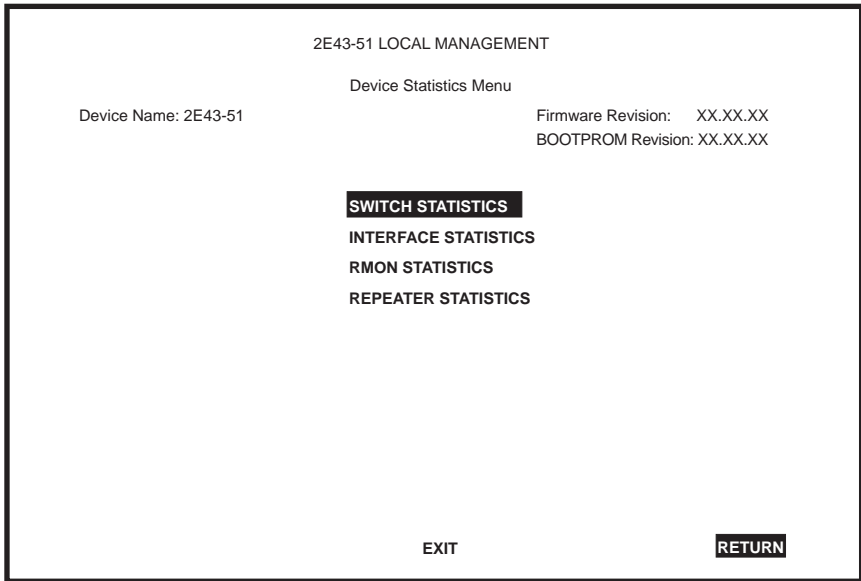 2E43-51 LOCAL MANAGEMENT
Device Statistics Menu
Device Name: 2E43-51 Firmware Revision: XX.XX.XX
BOOTPROM Revision: XX.XX.XX
SWITCH STATISTICS
INTERFACE STATISTICS
RMON STATISTICS
REPEATER STATISTICS
EXIT RETURN